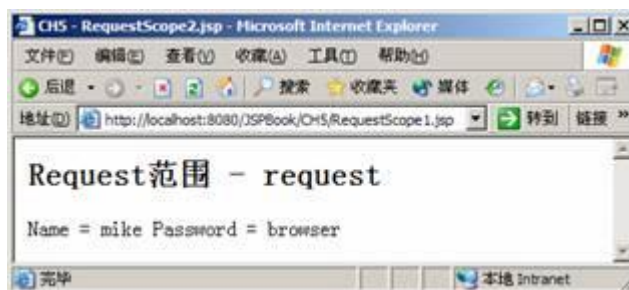 CH5 - RequestScope2.jsp - Microsoft Internet Explorer
文件(F) 编辑(E) 查看(V) 收藏(A) 工具(T) 帮助(H)
后退 搜索 收藏夹 媒体
地址(D) http://localhost:8080/JSPBook/CH5/RequestScope1.jsp 转到 链接 »
Request范围 - request
Name = mike Password = browser
完毕 本地 Intranet